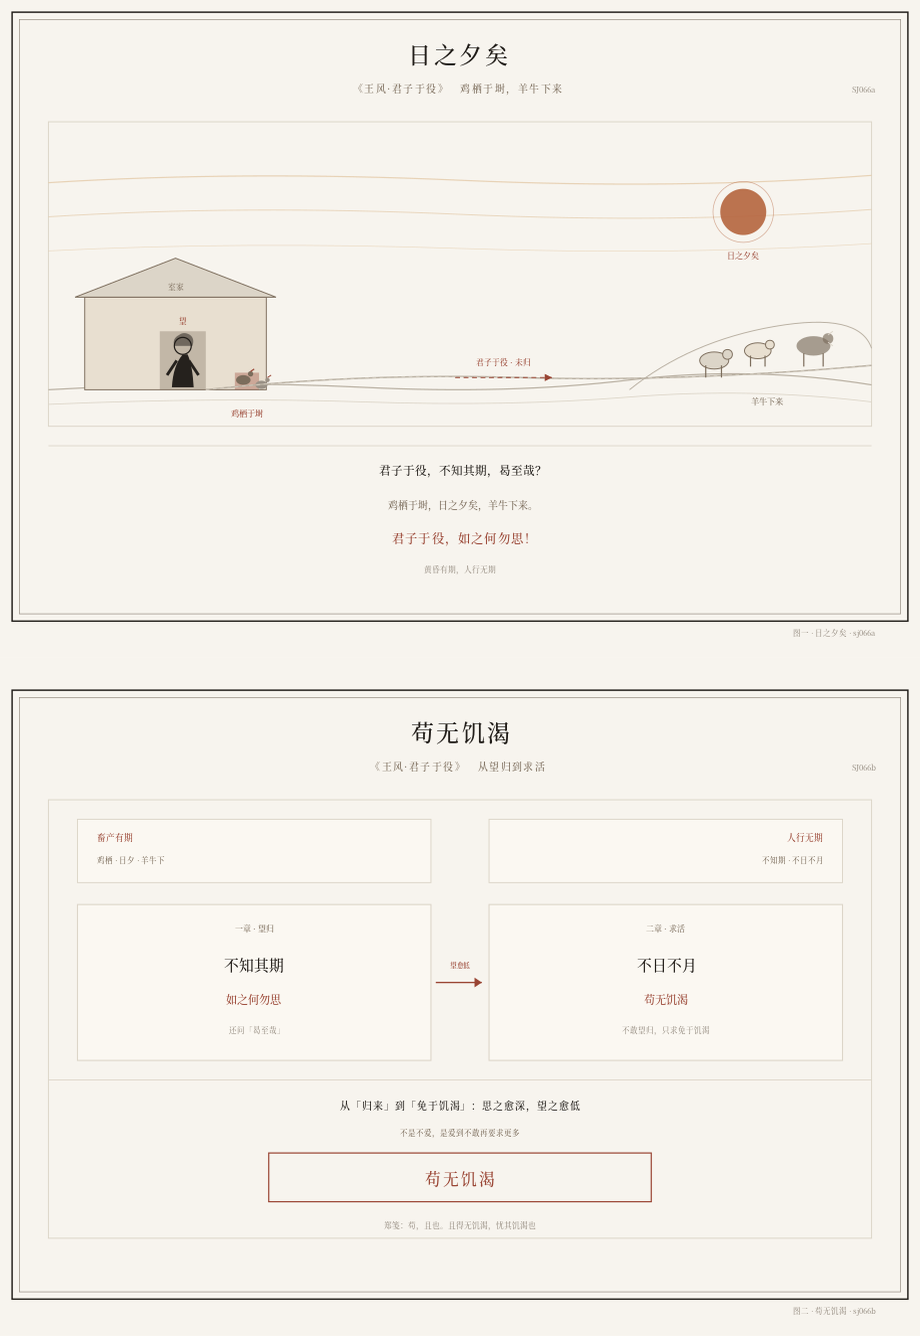 日之夕矣
《王风·君子于役》　鸡栖于埘，羊牛下来
SJ066a
日之夕矣
室家
望
君子于役 · 未归
鸡栖于埘
羊牛下来
君子于役，不知其期，曷至哉？
鸡栖于埘，日之夕矣，羊牛下来。
君子于役，如之何勿思！
黄昏有期，人行无期
图一 · 日之夕矣 · sj066a
苟无饥渴
《王风·君子于役》　从望归到求活
SJ066b
畜产有期
鸡栖 · 日夕 · 羊牛下
人行无期
不知期 · 不日不月
一章 · 望归
不知其期
如之何勿思
还问「曷至哉」
望愈低
二章 · 求活
不日不月
苟无饥渴
不敢望归，只求免于饥渴
从「归来」到「免于饥渴」：思之愈深，望之愈低
不是不爱，是爱到不敢再要求更多
苟无饥渴
郑笺：苟，且也。且得无饥渴，忧其饥渴也
图二 · 苟无饥渴 · sj066b